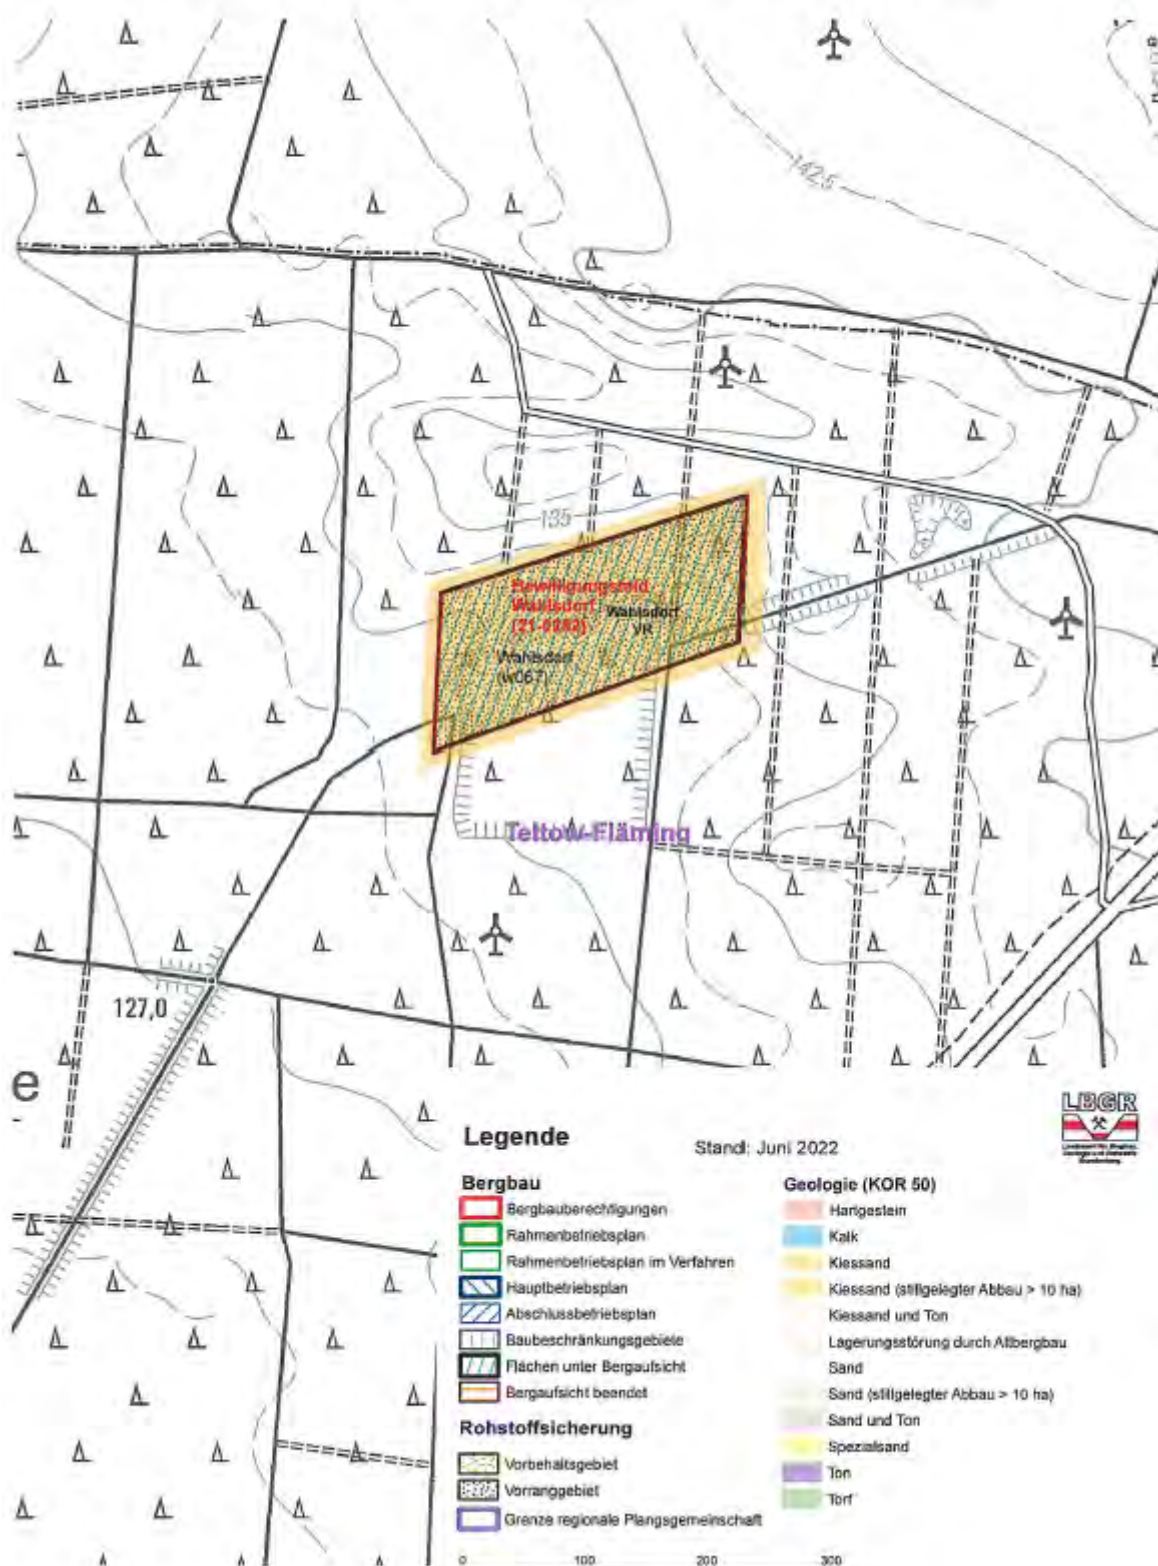 142,5
135
Bewilligungsfeld
Wahlsdorf
(21-0282)
Wahlsdorf
VR
Wahlsdorf
(w067)
Teltow-Fläming
127,0
e
LBGR
Legende
Stand: Juni 2022
Bergbau
Bergbauberechtigungen
Rahmenbetriebsplan
Rahmenbetriebsplan im Verfahren
Hauptbetriebsplan
Abschlussbetriebsplan
Baubeschränkungsgebiete
Flächen unter Bergaufsicht
Bergaufsicht beendet
Rohstoffsicherung
Vorbehaltsgebiet
Vorranggebiet
Grenze regionale Plangsgemeinschaft
Geologie (KOR 50)
Hartgestein
Kalk
Kiessand
Kiessand (stillgelegter Abbau > 10 ha)
Kiessand und Ton
Lagerungsstörung durch Altbergbau
Sand
Sand (stillgelegter Abbau > 10 ha)
Sand und Ton
Spezialsand
Ton
Torf
0 100 200 300